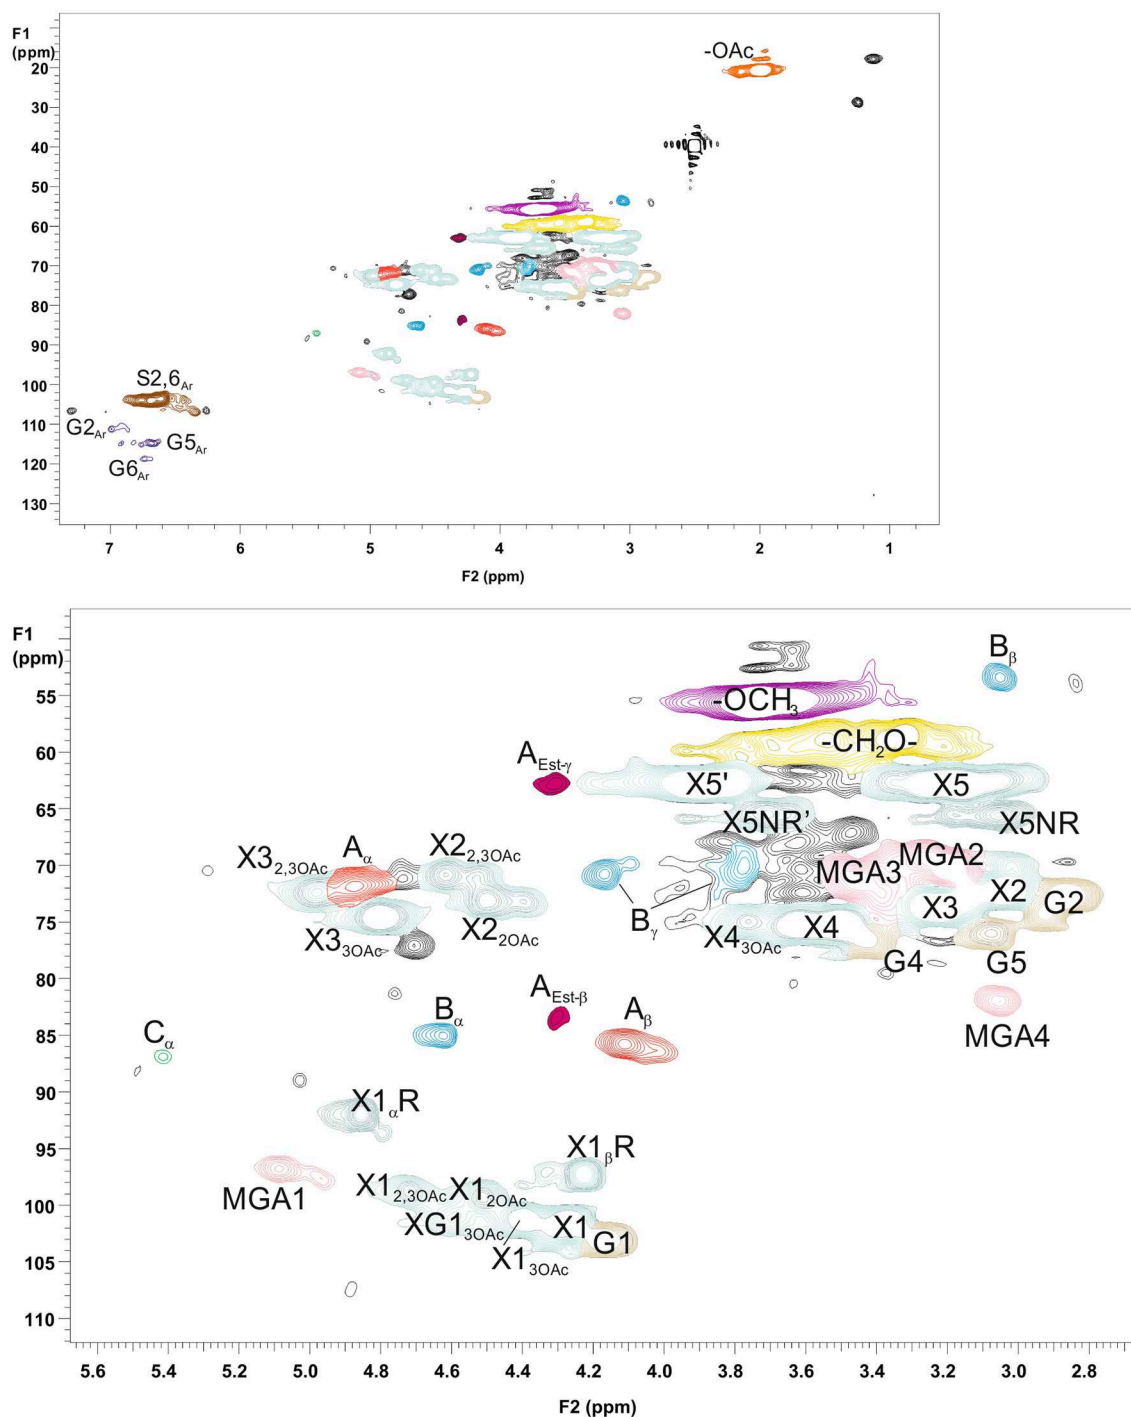 F1
(ppm)
-OAc
20
30
40
50
60
70
80
90
100
110
120
130
S2,6Ar
G2Ar
G5Ar
G6Ar
7 6 5 4 3 2 1
F2 (ppm)
F1
(ppm)
Bβ
55
-OCH3
-CH2O-
60
AEst-γ
X5' X5
65
X5NR’ X5NR
X32,3OAc Aα X22,3OAc
70
MGA3 MGA2
X2
Bγ
X3 G2
75
X33OAc X22OAc X43OAc X4
G4 G5
80
AEst-β
Bα Aβ
MGA4
85
Cα
90
X1αR
95
X1βR
MGA1
X12,3OAc X12OAc
100
XG13OAc X1 G1
X13OAc
105
110
5.6 5.4 5.2 5.0 4.8 4.6 4.4 4.2 4.0 3.8 3.6 3.4 3.2 3.0 2.8
F2 (ppm)